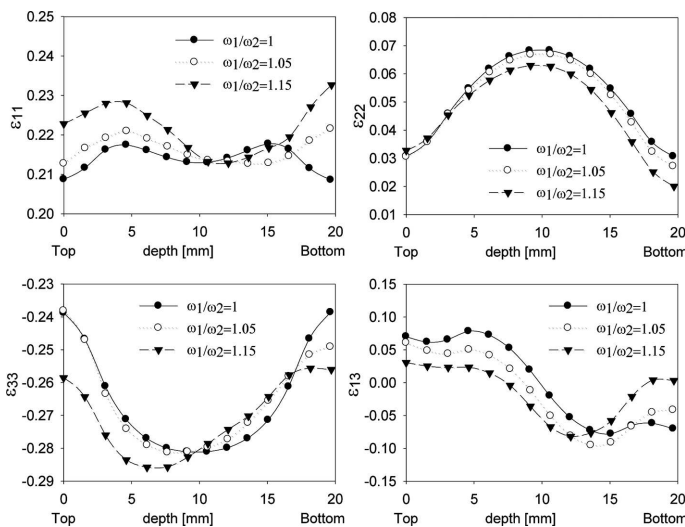 0.25
0.24
0.23
0.22
0.21
0.20
ε11
ω1/ω2=1
ω1/ω2=1.05
ω1/ω2=1.15
0 5 10 15 20
Top depth [mm] Bottom
0.08
0.07
0.06
0.05
0.04
0.03
0.02
0.01
ε22
ω1/ω2=1
ω1/ω2=1.05
ω1/ω2=1.15
0 5 10 15 20
Top depth [mm] Bottom
-0.23
-0.24
-0.25
-0.26
-0.27
-0.28
-0.29
ε33
ω1/ω2=1
ω1/ω2=1.05
ω1/ω2=1.15
0 5 10 15 20
Top depth [mm] Bottom
0.15
0.10
0.05
0.00
-0.05
-0.10
-0.15
ε13
ω1/ω2=1
ω1/ω2=1.05
ω1/ω2=1.15
0 5 10 15 20
Top depth [mm] Bottom